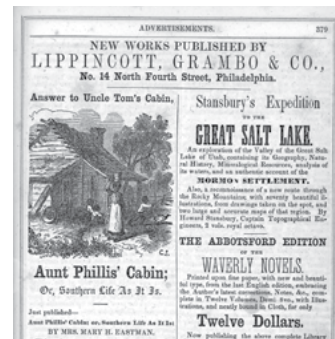 ADVERTISEMENTS. 379
NEW WORKS PUBLISHED BY
LIPPINCOTT, GRAMBO & CO.,
No. 14 North Fourth Street, Philadelphia.
Answer to Uncle Tom's Cabin,
C.I.
Aunt Phillis' Cabin;
Or, Southern Life As It Is.
Just published—
Aunt Phillis' Cabin; or, Southern Life As It Is:
BY MRS. MARY H. EASTMAN.
Stansbury's Expedition
TO THE
GREAT SALT LAKE.
An exploration of the Valley of the Great Salt
Lake of Utah, containing its Geography, Natu-
ral History, Mineralogical Resources, analysis of
its waters, and an authentic account of the
MORMON SETTLEMENT.
Also, a reconnoissance of a new route through
the Rocky Mountains, with seventy beautiful il-
lustrations, from drawings taken on the spot, and
two large and accurate maps of that region. By
Howard Stansbury, Captain Topographical En-
gineers, 2 vols. royal octavo.
THE ABBOTSFORD EDITION
OF THE
WAVERLY NOVELS.
Printed upon fine paper, with new and beauti-
ful type, from the last English edition, embracing
the Author's latest corrections, Notes, &c., com-
plete in Twelve Volumes, Demi 8vo., with Illus-
trations, and neatly bound in Cloth, for only
Twelve Dollars.
Now publishing the above complete Library